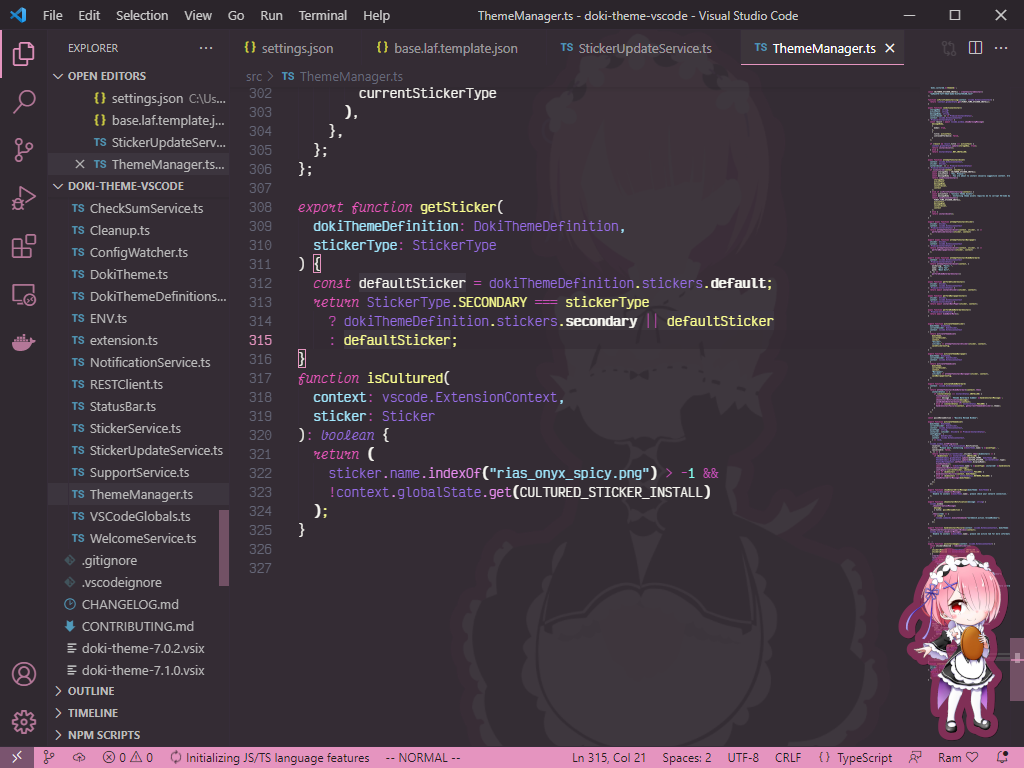 File Edit Selection View Go Run Terminal Help ThemeManager.ts - doki-theme-vscode - Visual Studio Code
EXPLORER ···
OPEN EDITORS
{} settings.json C:\Us...
{} base.laf.template.j...
TS StickerUpdateServ...
TS ThemeManager.ts...
DOKI-THEME-VSCODE
TS CheckSumService.ts
TS Cleanup.ts
TS ConfigWatcher.ts
TS DokiTheme.ts
TS DokiThemeDefinitions...
TS ENV.ts
TS extension.ts
TS NotificationService.ts
TS RESTClient.ts
TS StatusBar.ts
TS StickerService.ts
TS StickerUpdateService.ts
TS SupportService.ts
TS ThemeManager.ts
TS VSCodeGlobals.ts
TS WelcomeService.ts
.gitignore
.vscodeignore
CHANGELOG.md
CONTRIBUTING.md
doki-theme-7.0.2.vsix
doki-theme-7.1.0.vsix
OUTLINE
TIMELINE
NPM SCRIPTS
{} settings.json {} base.laf.template.json TS StickerUpdateService.ts TS ThemeManager.ts
src > TS ThemeManager.ts
302 currentStickerType
303 ),
304 },
305 };
306 };
307
308 export function getSticker(
309 dokiThemeDefinition: DokiThemeDefinition,
310 stickerType: StickerType
311 ) {
312 const defaultSticker = dokiThemeDefinition.stickers.default;
313 return StickerType.SECONDARY === stickerType
314 ? dokiThemeDefinition.stickers.secondary || defaultSticker
315 : defaultSticker;
316 }
317 function isCultured(
318 context: vscode.ExtensionContext,
319 sticker: Sticker
320 ): boolean {
321 return (
322 sticker.name.indexOf("rias_onyx_spicy.png") > -1 &&
323 !context.globalState.get(CULTURED_STICKER_INSTALL)
324 );
325 }
326
327
0 0 Initializing JS/TS language features -- NORMAL -- Ln 315, Col 21 Spaces: 2 UTF-8 CRLF {} TypeScript Ram ♡